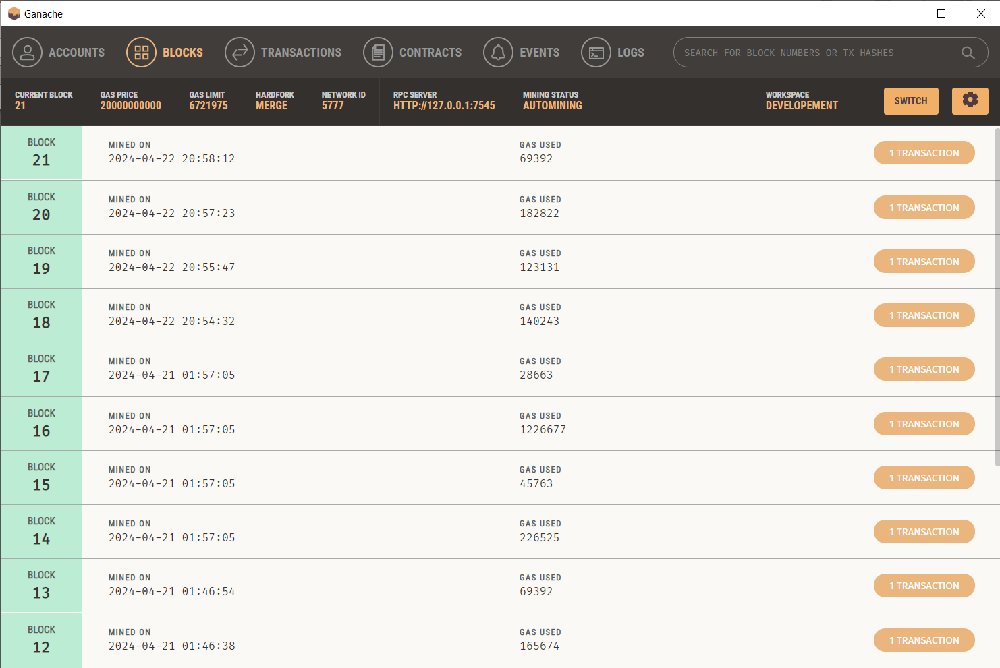 Ganache
ACCOUNTS BLOCKS TRANSACTIONS CONTRACTS EVENTS LOGS SEARCH FOR BLOCK NUMBERS OR TX HASHES
CURRENT BLOCK GAS PRICE GAS LIMIT HARDFORK NETWORK ID RPC SERVER MINING STATUS WORKSPACE
21 20000000000 6721975 MERGE 5777 HTTP://127.0.0.1:7545 AUTOMINING DEVELOPEMENT SWITCH
BLOCK MINED ON GAS USED
21 2024-04-22 20:58:12 69392 1 TRANSACTION
BLOCK MINED ON GAS USED
20 2024-04-22 20:57:23 182822 1 TRANSACTION
BLOCK MINED ON GAS USED
19 2024-04-22 20:55:47 123131 1 TRANSACTION
BLOCK MINED ON GAS USED
18 2024-04-22 20:54:32 140243 1 TRANSACTION
BLOCK MINED ON GAS USED
17 2024-04-21 01:57:05 28663 1 TRANSACTION
BLOCK MINED ON GAS USED
16 2024-04-21 01:57:05 1226677 1 TRANSACTION
BLOCK MINED ON GAS USED
15 2024-04-21 01:57:05 45763 1 TRANSACTION
BLOCK MINED ON GAS USED
14 2024-04-21 01:57:05 226525 1 TRANSACTION
BLOCK MINED ON GAS USED
13 2024-04-21 01:46:54 69392 1 TRANSACTION
BLOCK MINED ON GAS USED
12 2024-04-21 01:46:38 165674 1 TRANSACTION